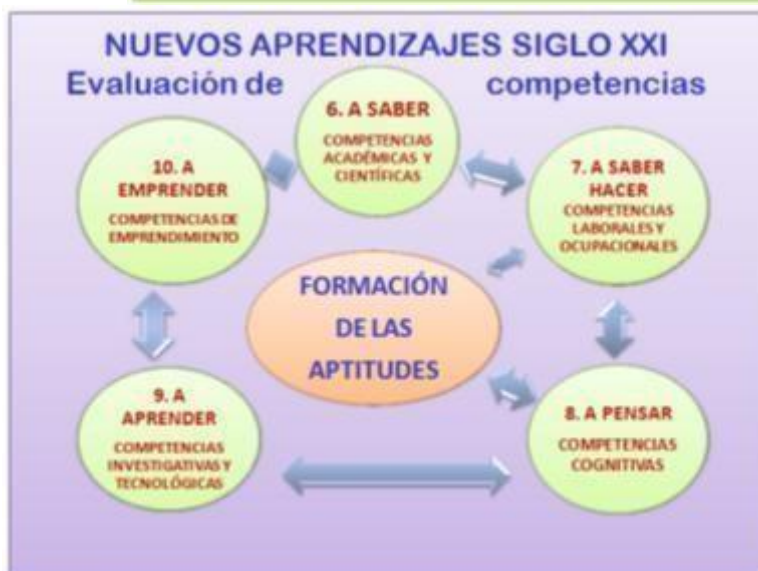 NUEVOS APRENDIZAJES SIGLO XXI
Evaluación de competencias
6. A SABER
COMPETENCIAS
ACADÉMICAS Y
CIENTÍFICAS
7. A SABER
HACER
COMPETENCIAS
LABORALES Y
OCUPACIONALES
8. A PENSAR
COMPETENCIAS
COGNITIVAS
9. A
APRENDER
COMPETENCIAS
INVESTIGATIVAS Y
TECNOLÓGICAS
10. A
EMPRENDER
COMPETENCIAS DE
EMPRENDIMIENTO
FORMACIÓN
DE LAS
APTITUDES